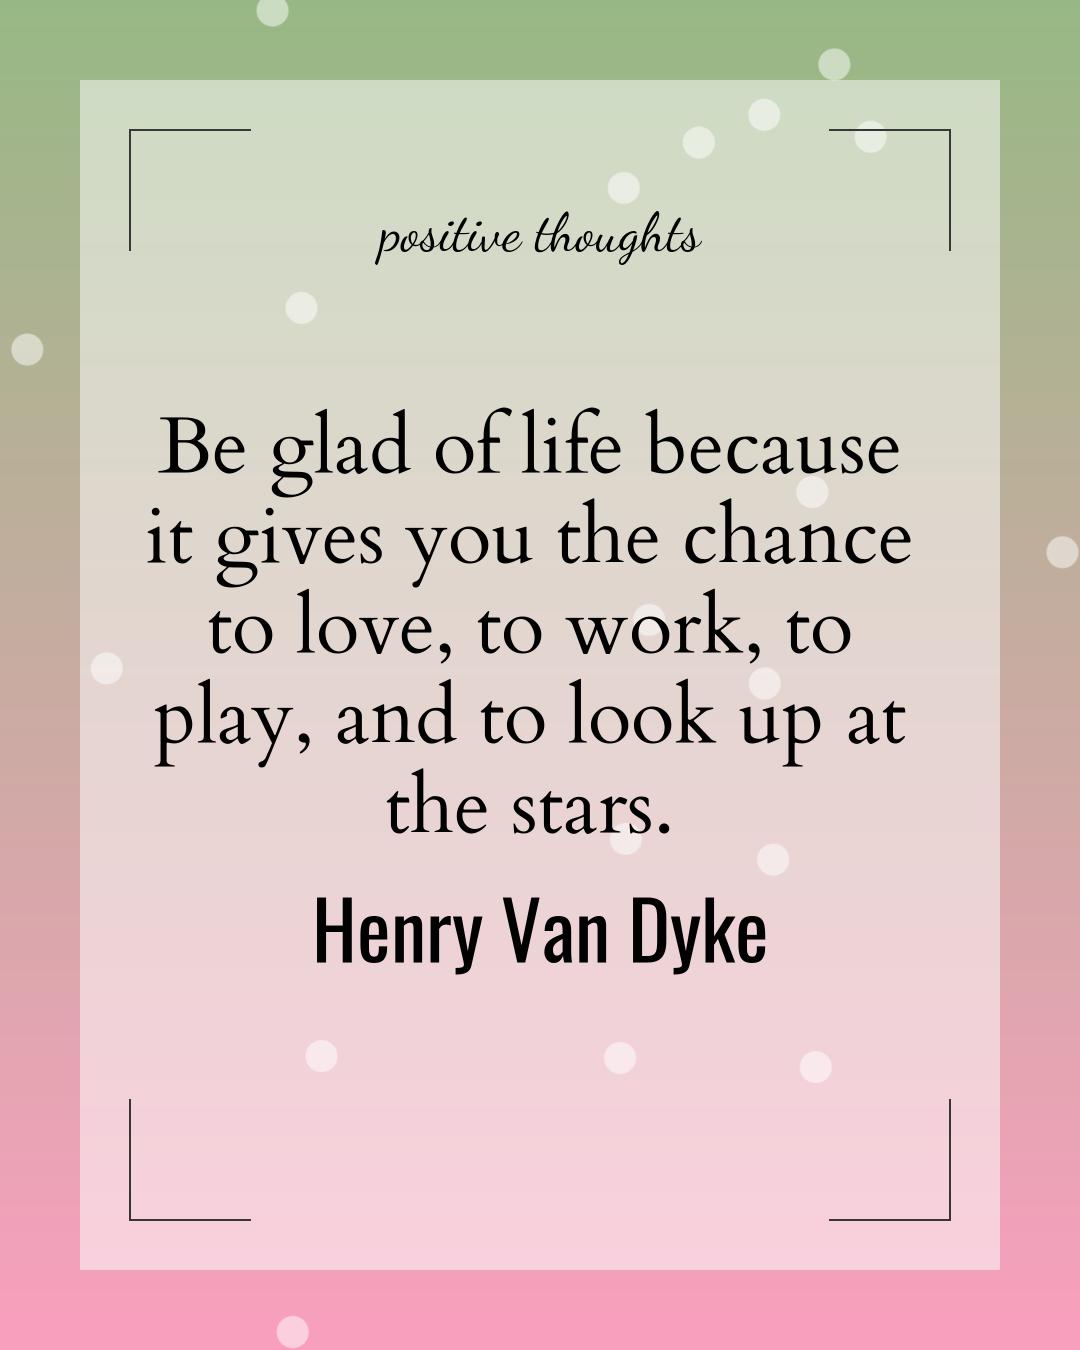 positive thoughts
Be glad of life because
it gives you the chance
to love, to work, to
play, and to look up at
the stars.
Henry Van Dyke